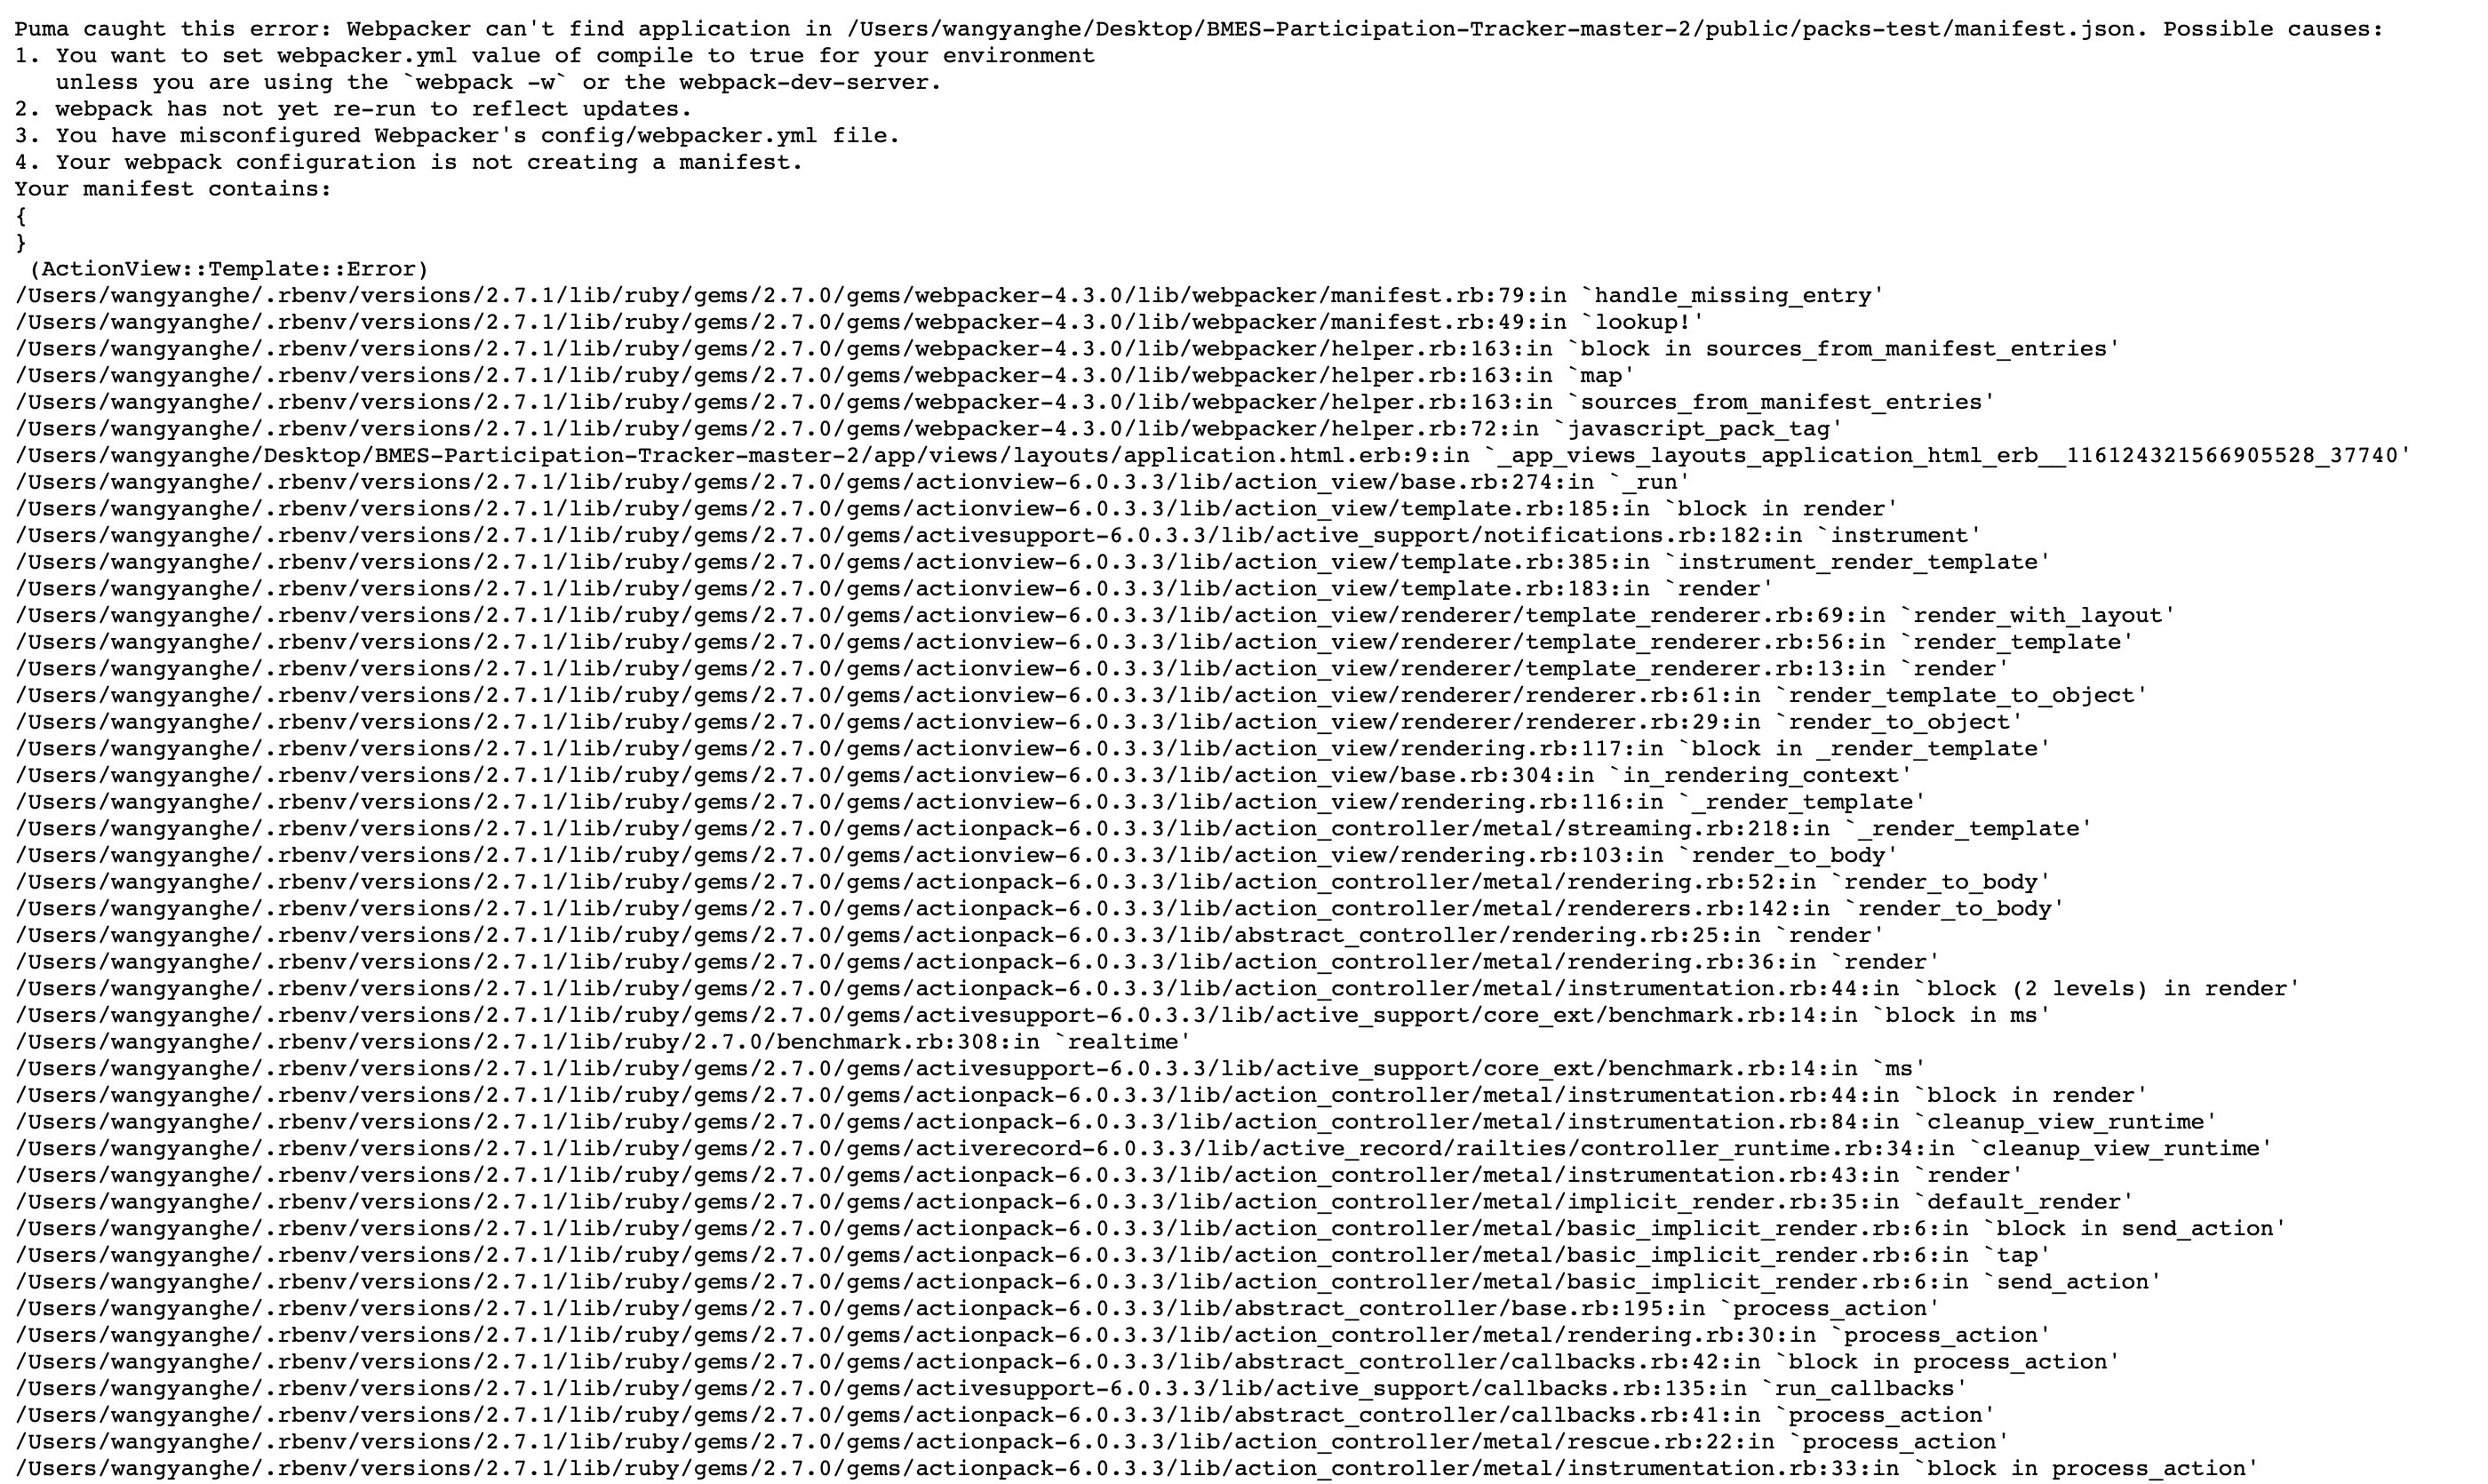 Puma caught this error: Webpacker can't find application in /Users/wangyanghe/Desktop/BMES-Participation-Tracker-master-2/public/packs-test/manifest.json. Possible causes:
1. You want to set webpacker.yml value of compile to true for your environment
   unless you are using the `webpack -w` or the webpack-dev-server.
2. webpack has not yet re-run to reflect updates.
3. You have misconfigured Webpacker's config/webpacker.yml file.
4. Your webpack configuration is not creating a manifest.
Your manifest contains:
{
}
 (ActionView::Template::Error)
/Users/wangyanghe/.rbenv/versions/2.7.1/lib/ruby/gems/2.7.0/gems/webpacker-4.3.0/lib/webpacker/manifest.rb:79:in `handle_missing_entry'
/Users/wangyanghe/.rbenv/versions/2.7.1/lib/ruby/gems/2.7.0/gems/webpacker-4.3.0/lib/webpacker/manifest.rb:49:in `lookup!'
/Users/wangyanghe/.rbenv/versions/2.7.1/lib/ruby/gems/2.7.0/gems/webpacker-4.3.0/lib/webpacker/helper.rb:163:in `block in sources_from_manifest_entries'
/Users/wangyanghe/.rbenv/versions/2.7.1/lib/ruby/gems/2.7.0/gems/webpacker-4.3.0/lib/webpacker/helper.rb:163:in `map'
/Users/wangyanghe/.rbenv/versions/2.7.1/lib/ruby/gems/2.7.0/gems/webpacker-4.3.0/lib/webpacker/helper.rb:163:in `sources_from_manifest_entries'
/Users/wangyanghe/.rbenv/versions/2.7.1/lib/ruby/gems/2.7.0/gems/webpacker-4.3.0/lib/webpacker/helper.rb:72:in `javascript_pack_tag'
/Users/wangyanghe/Desktop/BMES-Participation-Tracker-master-2/app/views/layouts/application.html.erb:9:in `_app_views_layouts_application_html_erb__116124321566905528_37740'
/Users/wangyanghe/.rbenv/versions/2.7.1/lib/ruby/gems/2.7.0/gems/actionview-6.0.3.3/lib/action_view/base.rb:274:in `_run'
/Users/wangyanghe/.rbenv/versions/2.7.1/lib/ruby/gems/2.7.0/gems/actionview-6.0.3.3/lib/action_view/template.rb:185:in `block in render'
/Users/wangyanghe/.rbenv/versions/2.7.1/lib/ruby/gems/2.7.0/gems/activesupport-6.0.3.3/lib/active_support/notifications.rb:182:in `instrument'
/Users/wangyanghe/.rbenv/versions/2.7.1/lib/ruby/gems/2.7.0/gems/actionview-6.0.3.3/lib/action_view/template.rb:385:in `instrument_render_template'
/Users/wangyanghe/.rbenv/versions/2.7.1/lib/ruby/gems/2.7.0/gems/actionview-6.0.3.3/lib/action_view/template.rb:183:in `render'
/Users/wangyanghe/.rbenv/versions/2.7.1/lib/ruby/gems/2.7.0/gems/actionview-6.0.3.3/lib/action_view/renderer/template_renderer.rb:69:in `render_with_layout'
/Users/wangyanghe/.rbenv/versions/2.7.1/lib/ruby/gems/2.7.0/gems/actionview-6.0.3.3/lib/action_view/renderer/template_renderer.rb:56:in `render_template'
/Users/wangyanghe/.rbenv/versions/2.7.1/lib/ruby/gems/2.7.0/gems/actionview-6.0.3.3/lib/action_view/renderer/template_renderer.rb:13:in `render'
/Users/wangyanghe/.rbenv/versions/2.7.1/lib/ruby/gems/2.7.0/gems/actionview-6.0.3.3/lib/action_view/renderer/renderer.rb:61:in `render_template_to_object'
/Users/wangyanghe/.rbenv/versions/2.7.1/lib/ruby/gems/2.7.0/gems/actionview-6.0.3.3/lib/action_view/renderer/renderer.rb:29:in `render_to_object'
/Users/wangyanghe/.rbenv/versions/2.7.1/lib/ruby/gems/2.7.0/gems/actionview-6.0.3.3/lib/action_view/rendering.rb:117:in `block in _render_template'
/Users/wangyanghe/.rbenv/versions/2.7.1/lib/ruby/gems/2.7.0/gems/actionview-6.0.3.3/lib/action_view/base.rb:304:in `in_rendering_context'
/Users/wangyanghe/.rbenv/versions/2.7.1/lib/ruby/gems/2.7.0/gems/actionview-6.0.3.3/lib/action_view/rendering.rb:116:in `_render_template'
/Users/wangyanghe/.rbenv/versions/2.7.1/lib/ruby/gems/2.7.0/gems/actionpack-6.0.3.3/lib/action_controller/metal/streaming.rb:218:in `_render_template'
/Users/wangyanghe/.rbenv/versions/2.7.1/lib/ruby/gems/2.7.0/gems/actionview-6.0.3.3/lib/action_view/rendering.rb:103:in `render_to_body'
/Users/wangyanghe/.rbenv/versions/2.7.1/lib/ruby/gems/2.7.0/gems/actionpack-6.0.3.3/lib/action_controller/metal/rendering.rb:52:in `render_to_body'
/Users/wangyanghe/.rbenv/versions/2.7.1/lib/ruby/gems/2.7.0/gems/actionpack-6.0.3.3/lib/action_controller/metal/renderers.rb:142:in `render_to_body'
/Users/wangyanghe/.rbenv/versions/2.7.1/lib/ruby/gems/2.7.0/gems/actionpack-6.0.3.3/lib/abstract_controller/rendering.rb:25:in `render'
/Users/wangyanghe/.rbenv/versions/2.7.1/lib/ruby/gems/2.7.0/gems/actionpack-6.0.3.3/lib/action_controller/metal/rendering.rb:36:in `render'
/Users/wangyanghe/.rbenv/versions/2.7.1/lib/ruby/gems/2.7.0/gems/actionpack-6.0.3.3/lib/action_controller/metal/instrumentation.rb:44:in `block (2 levels) in render'
/Users/wangyanghe/.rbenv/versions/2.7.1/lib/ruby/gems/2.7.0/gems/activesupport-6.0.3.3/lib/active_support/core_ext/benchmark.rb:14:in `block in ms'
/Users/wangyanghe/.rbenv/versions/2.7.1/lib/ruby/2.7.0/benchmark.rb:308:in `realtime'
/Users/wangyanghe/.rbenv/versions/2.7.1/lib/ruby/gems/2.7.0/gems/activesupport-6.0.3.3/lib/active_support/core_ext/benchmark.rb:14:in `ms'
/Users/wangyanghe/.rbenv/versions/2.7.1/lib/ruby/gems/2.7.0/gems/actionpack-6.0.3.3/lib/action_controller/metal/instrumentation.rb:44:in `block in render'
/Users/wangyanghe/.rbenv/versions/2.7.1/lib/ruby/gems/2.7.0/gems/actionpack-6.0.3.3/lib/action_controller/metal/instrumentation.rb:84:in `cleanup_view_runtime'
/Users/wangyanghe/.rbenv/versions/2.7.1/lib/ruby/gems/2.7.0/gems/activerecord-6.0.3.3/lib/active_record/railties/controller_runtime.rb:34:in `cleanup_view_runtime'
/Users/wangyanghe/.rbenv/versions/2.7.1/lib/ruby/gems/2.7.0/gems/actionpack-6.0.3.3/lib/action_controller/metal/instrumentation.rb:43:in `render'
/Users/wangyanghe/.rbenv/versions/2.7.1/lib/ruby/gems/2.7.0/gems/actionpack-6.0.3.3/lib/action_controller/metal/implicit_render.rb:35:in `default_render'
/Users/wangyanghe/.rbenv/versions/2.7.1/lib/ruby/gems/2.7.0/gems/actionpack-6.0.3.3/lib/action_controller/metal/basic_implicit_render.rb:6:in `block in send_action'
/Users/wangyanghe/.rbenv/versions/2.7.1/lib/ruby/gems/2.7.0/gems/actionpack-6.0.3.3/lib/action_controller/metal/basic_implicit_render.rb:6:in `tap'
/Users/wangyanghe/.rbenv/versions/2.7.1/lib/ruby/gems/2.7.0/gems/actionpack-6.0.3.3/lib/action_controller/metal/basic_implicit_render.rb:6:in `send_action'
/Users/wangyanghe/.rbenv/versions/2.7.1/lib/ruby/gems/2.7.0/gems/actionpack-6.0.3.3/lib/abstract_controller/base.rb:195:in `process_action'
/Users/wangyanghe/.rbenv/versions/2.7.1/lib/ruby/gems/2.7.0/gems/actionpack-6.0.3.3/lib/action_controller/metal/rendering.rb:30:in `process_action'
/Users/wangyanghe/.rbenv/versions/2.7.1/lib/ruby/gems/2.7.0/gems/actionpack-6.0.3.3/lib/abstract_controller/callbacks.rb:42:in `block in process_action'
/Users/wangyanghe/.rbenv/versions/2.7.1/lib/ruby/gems/2.7.0/gems/activesupport-6.0.3.3/lib/active_support/callbacks.rb:135:in `run_callbacks'
/Users/wangyanghe/.rbenv/versions/2.7.1/lib/ruby/gems/2.7.0/gems/actionpack-6.0.3.3/lib/abstract_controller/callbacks.rb:41:in `process_action'
/Users/wangyanghe/.rbenv/versions/2.7.1/lib/ruby/gems/2.7.0/gems/actionpack-6.0.3.3/lib/action_controller/metal/rescue.rb:22:in `process_action'
/Users/wangyanghe/.rbenv/versions/2.7.1/lib/ruby/gems/2.7.0/gems/actionpack-6.0.3.3/lib/action_controller/metal/instrumentation.rb:33:in `block in process_action'